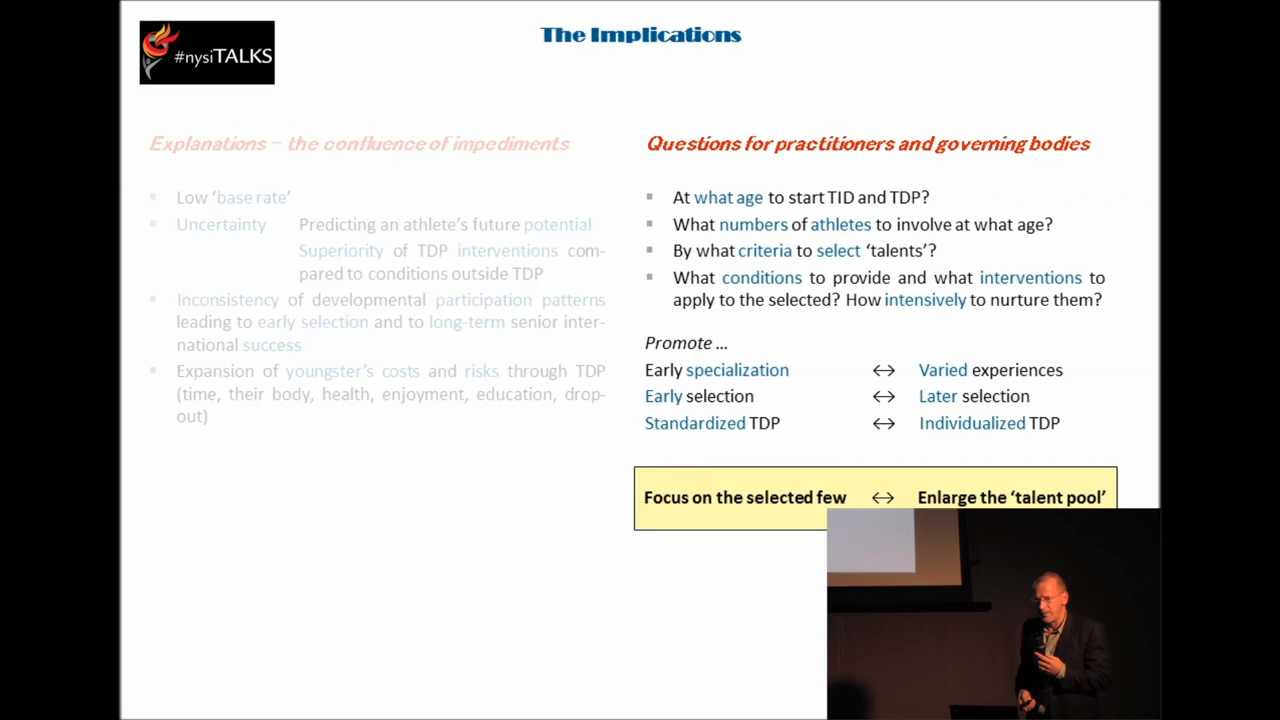 The Implications
#nysiTALKS
Explanations – the confluence of impediments
▪ Low ‘base rate’
▪ Uncertainty Predicting an athlete’s future potential
Superiority of TDP interventions com-
pared to conditions outside TDP
▪ Inconsistency of developmental participation patterns
leading to early selection and to long-term senior inter-
national success
▪ Expansion of youngster’s costs and risks through TDP
(time, their body, health, enjoyment, education, drop-
out)
Questions for practitioners and governing bodies
▪ At what age to start TID and TDP?
▪ What numbers of athletes to involve at what age?
▪ By what criteria to select ‘talents’?
▪ What conditions to provide and what interventions to
apply to the selected? How intensively to nurture them?
Promote ...
Early specialization ↔ Varied experiences
Early selection ↔ Later selection
Standardized TDP ↔ Individualized TDP
Focus on the selected few ↔ Enlarge the ‘talent pool’